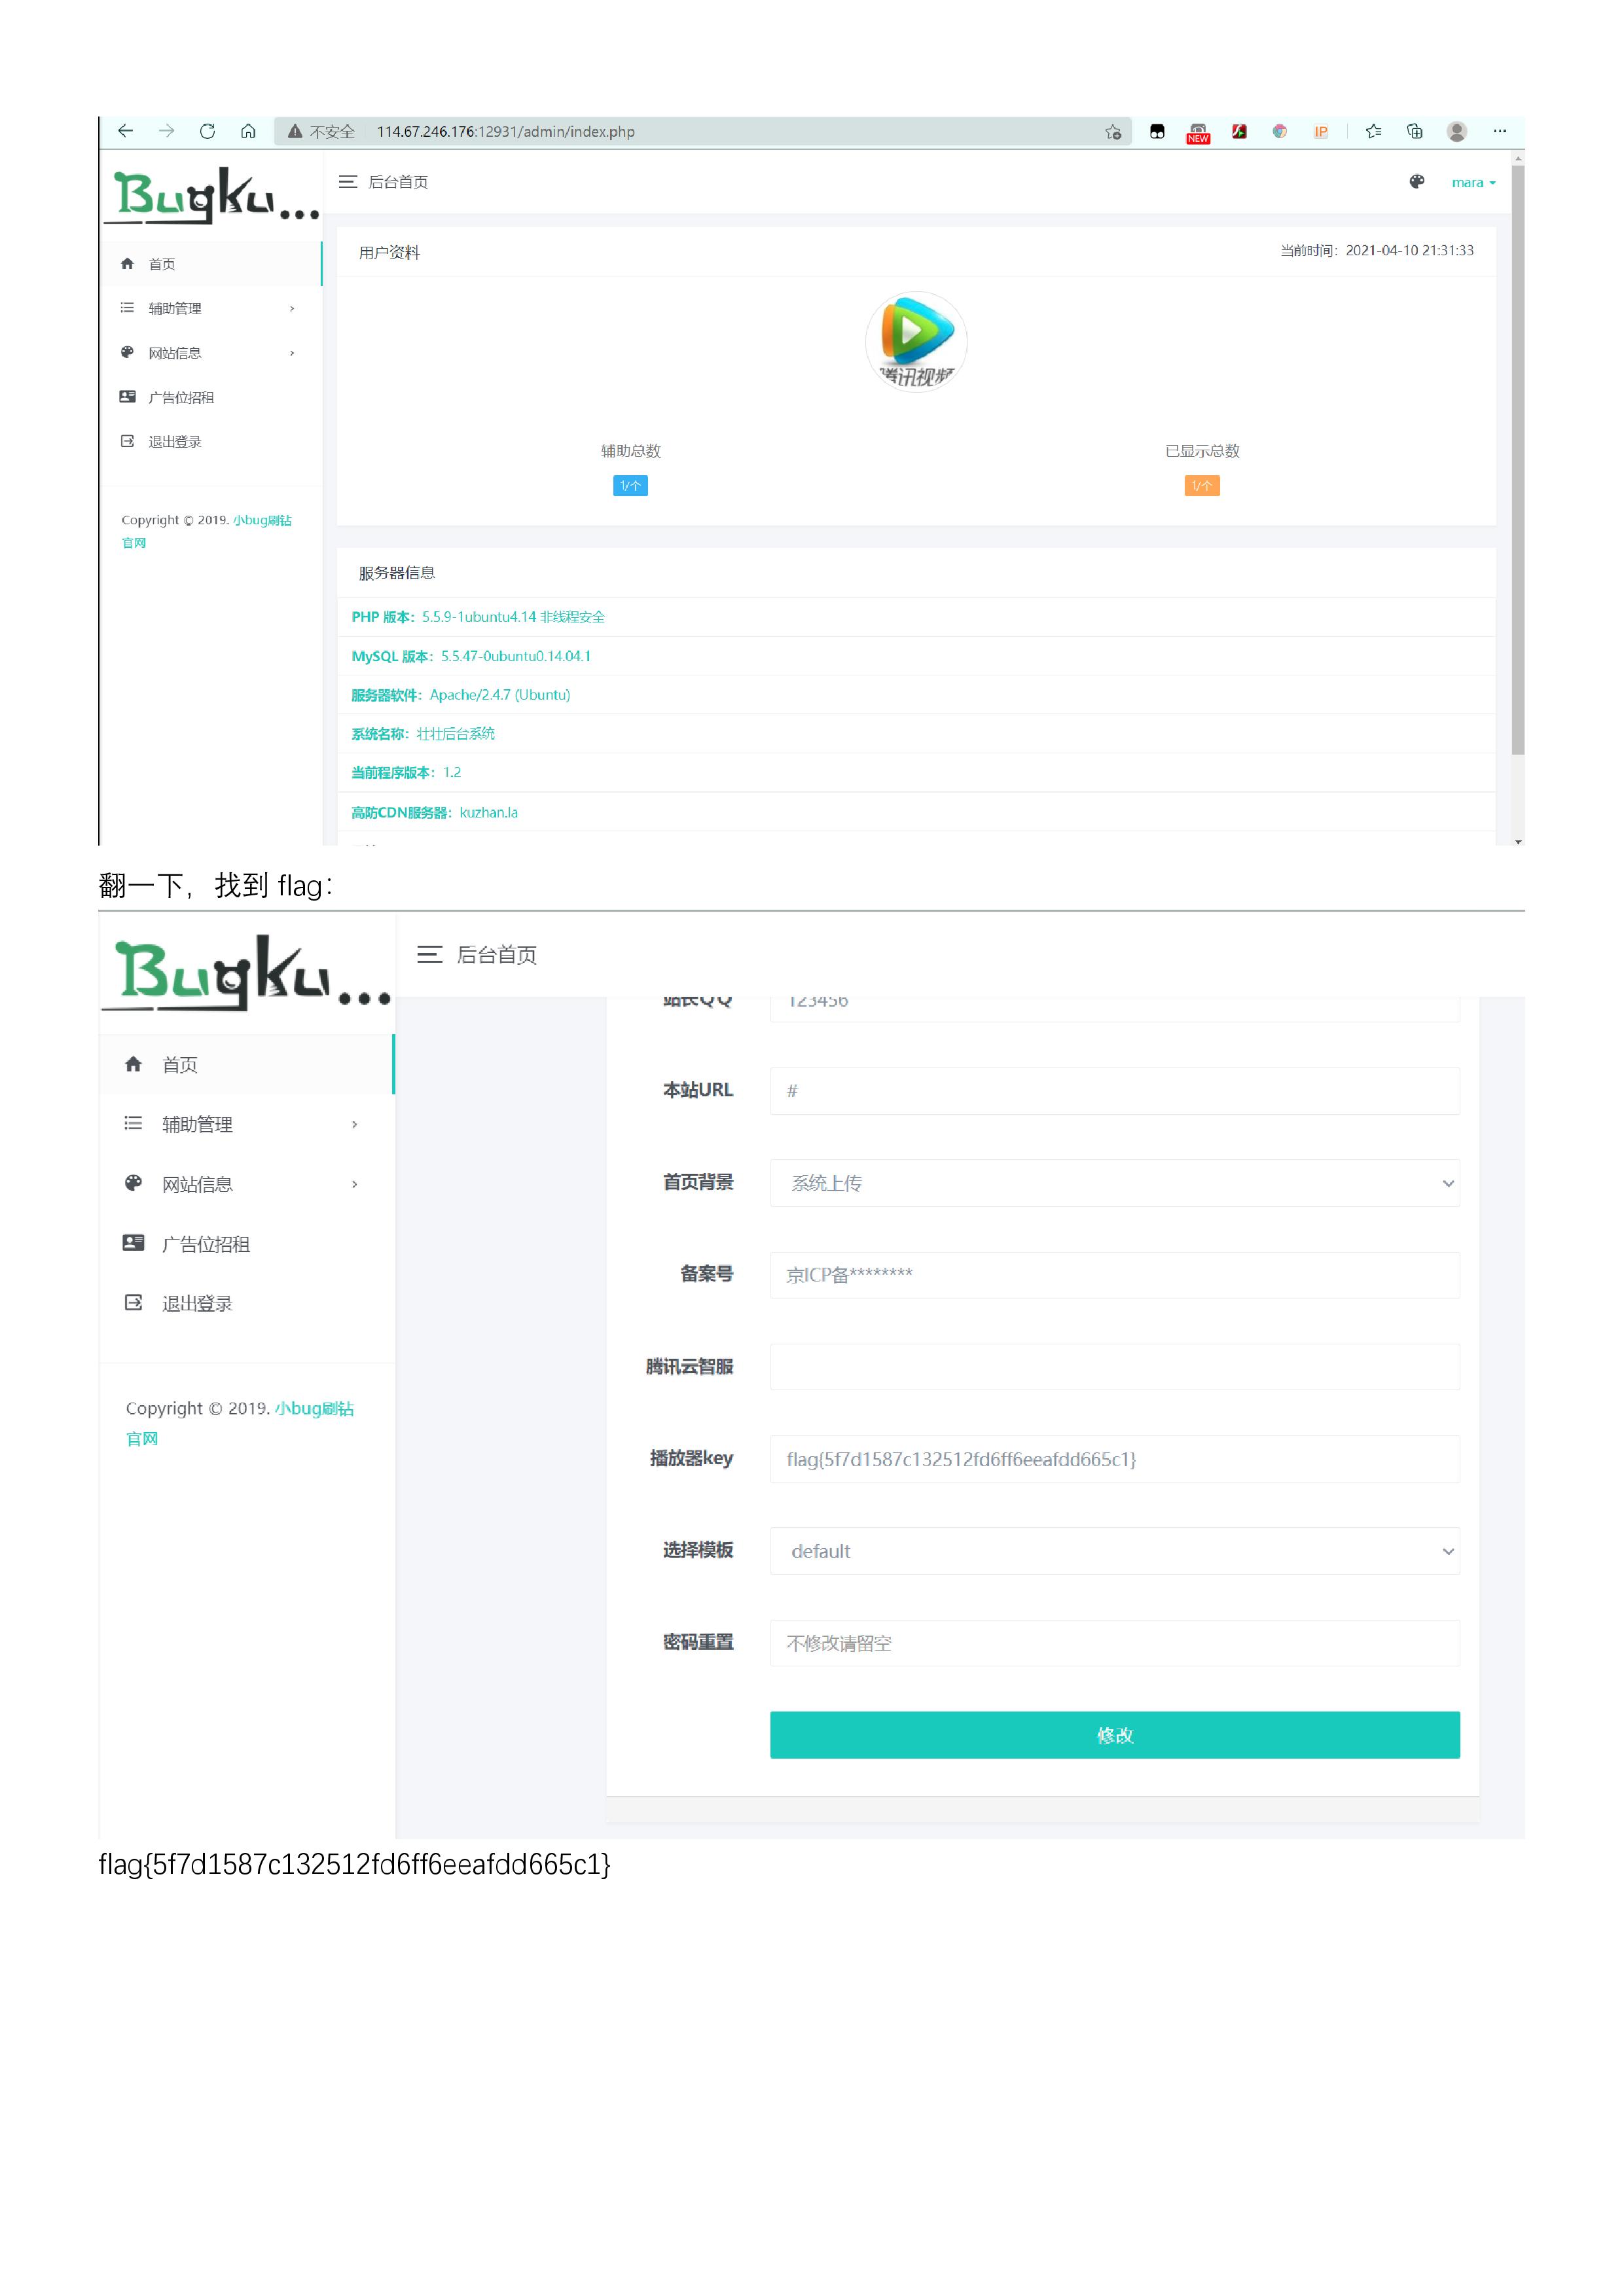 不安全 114.67.246.176:12931/admin/index.php
NEW
IP
Bugku...
后台首页
mara
首页
辅助管理
网站信息
广告位招租
退出登录
Copyright © 2019. 小bug刷钻
官网
用户资料
当前时间：2021-04-10 21:31:33
腾讯视频
辅助总数
已显示总数
1/个
1/个
服务器信息
PHP 版本：5.5.9-1ubuntu4.14 非线程安全
MySQL 版本：5.5.47-0ubuntu0.14.04.1
服务器软件：Apache/2.4.7 (Ubuntu)
系统名称：壮壮后台系统
当前程序版本：1.2
高防CDN服务器：kuzhan.la
翻一下，找到 flag：
Bugku...
后台首页
首页
辅助管理
网站信息
广告位招租
退出登录
Copyright © 2019. 小bug刷钻
官网
站长QQ 123456
本站URL #
首页背景 系统上传
备案号 京ICP备********
腾讯云智服
播放器key flag{5f7d1587c132512fd6ff6eeafdd665c1}
选择模板 default
密码重置 不修改请留空
修改
flag{5f7d1587c132512fd6ff6eeafdd665c1}